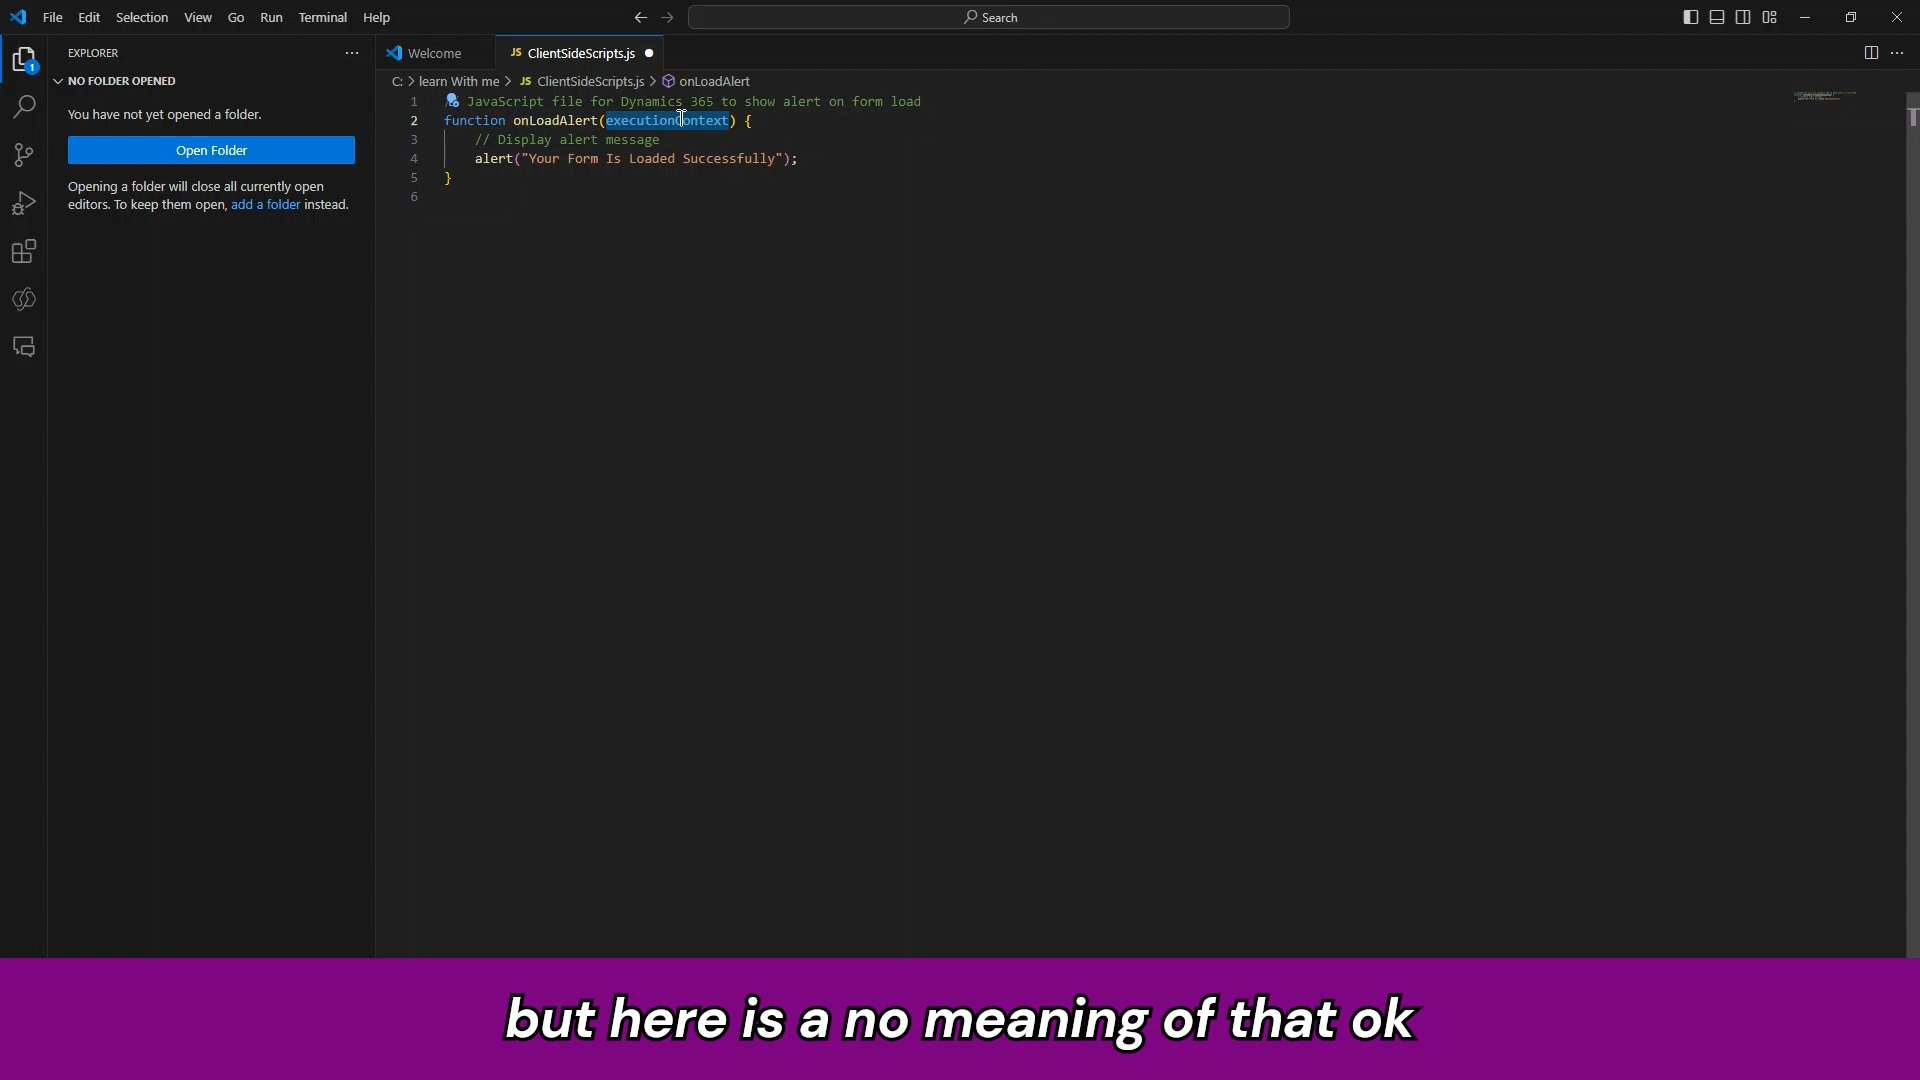 File Edit Selection View Go Run Terminal Help
Search
EXPLORER
NO FOLDER OPENED
You have not yet opened a folder.
Open Folder
Opening a folder will close all currently open
editors. To keep them open, add a folder instead.
1
Welcome
JS ClientSideScripts.js
C: > learn With me > JS ClientSideScripts.js > onLoadAlert
1 // JavaScript file for Dynamics 365 to show alert on form load
2 function onLoadAlert(executionContext) {
3 // Display alert message
4 alert("Your Form Is Loaded Successfully");
5 }
6
but here is a no meaning of that ok